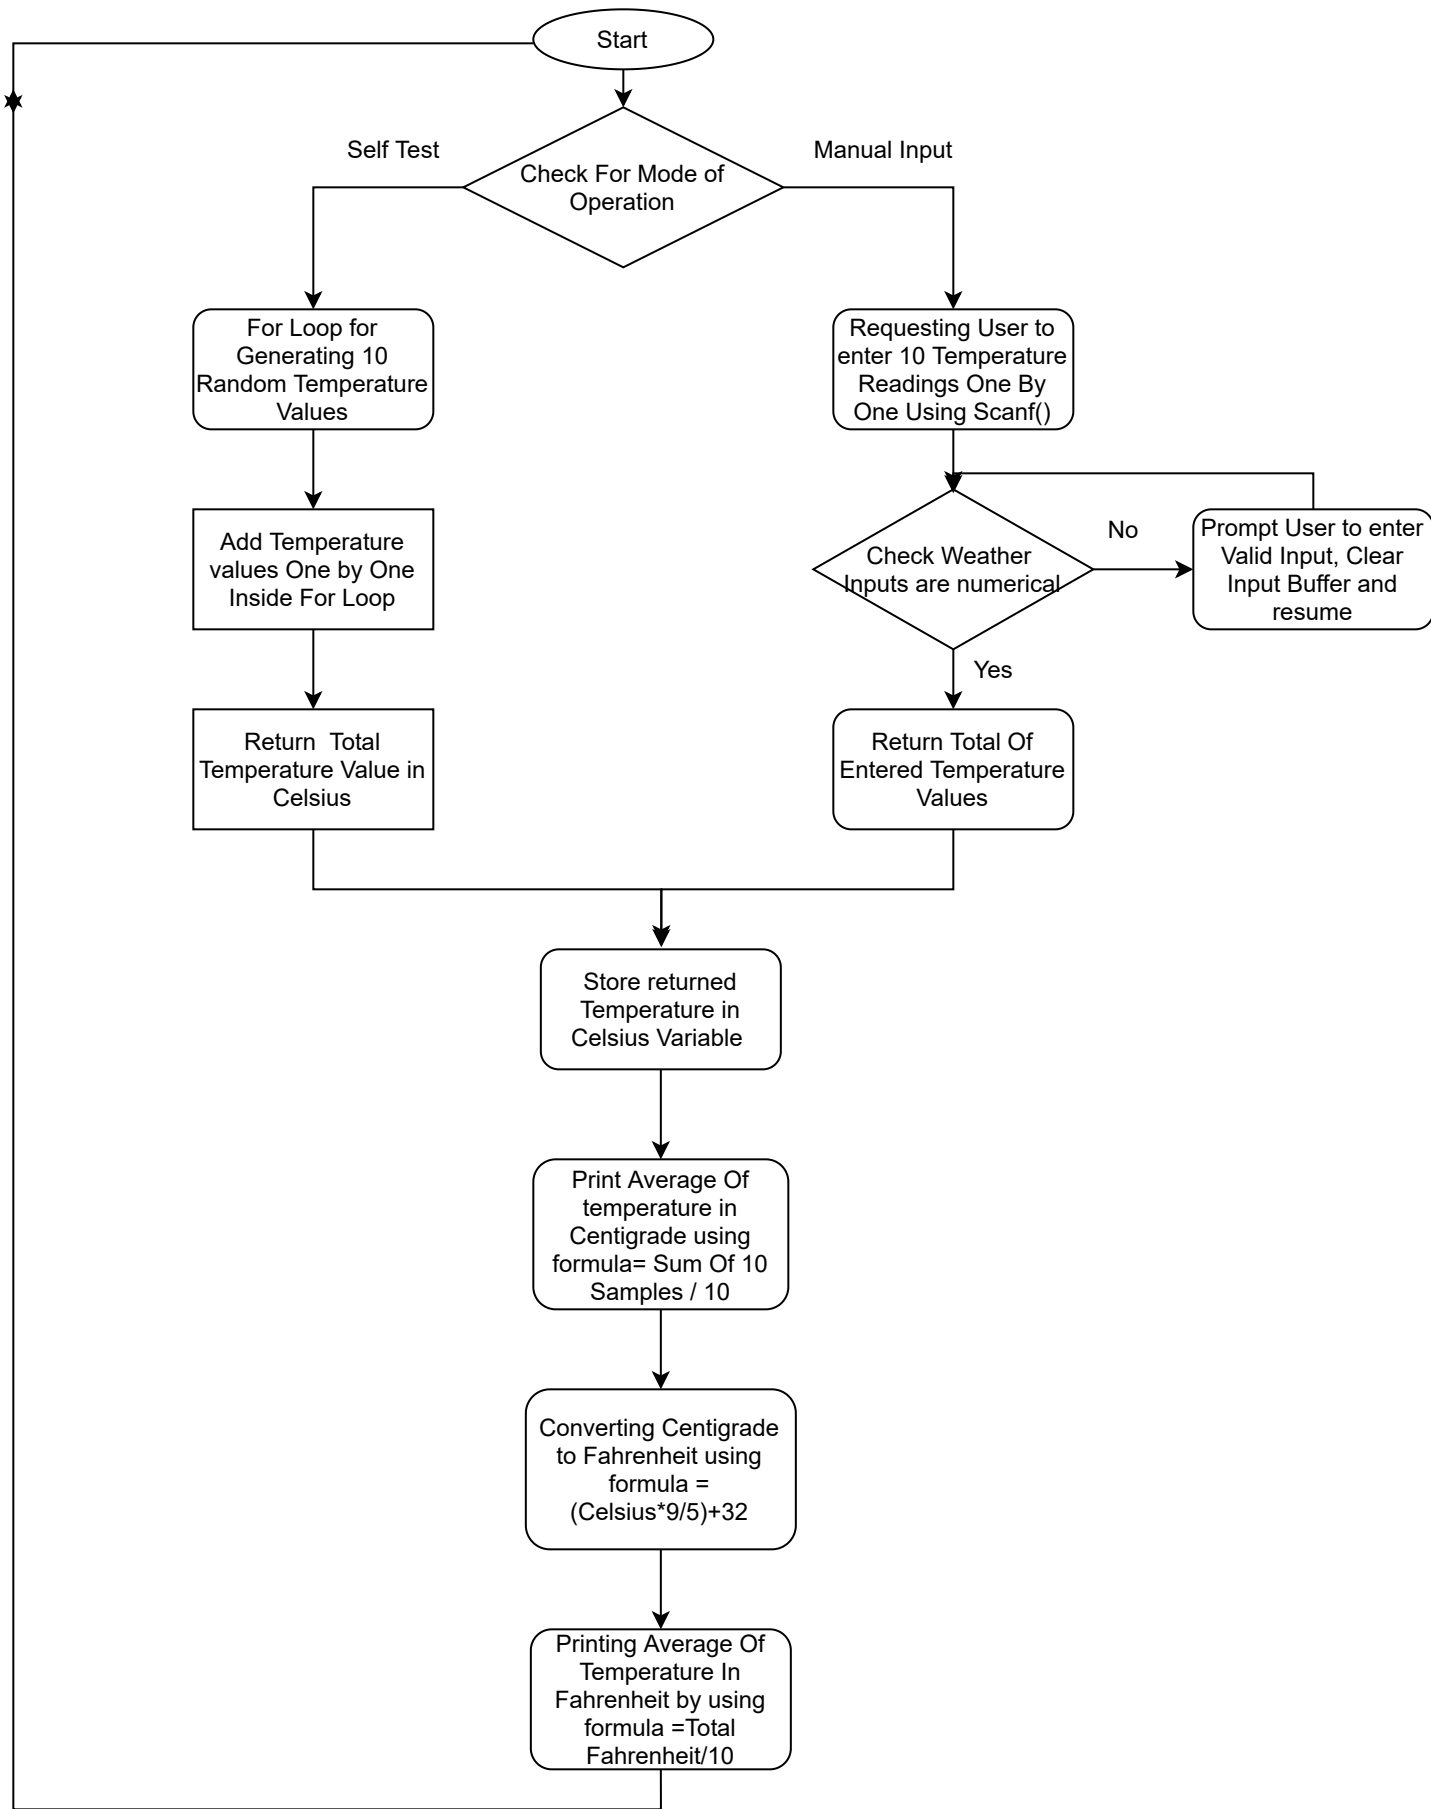 Start
Self Test
Manual Input
Check For Mode of
Operation
For Loop for
Generating 10
Random Temperature
Values
Requesting User to
enter 10 Temperature
Readings One By
One Using Scanf()
Add Temperature
values One by One
Inside For Loop
Check Weather
Inputs are numerical
No
Prompt User to enter
Valid Input, Clear
Input Buffer and
resume
Yes
Return  Total
Temperature Value in
Celsius
Return Total Of
Entered Temperature
Values
Store returned
Temperature in
Celsius Variable
Print Average Of
temperature in
Centigrade using
formula= Sum Of 10
Samples / 10
Converting Centigrade
to Fahrenheit using
formula =
(Celsius*9/5)+32
Printing Average Of
Temperature In
Fahrenheit by using
formula =Total
Fahrenheit/10